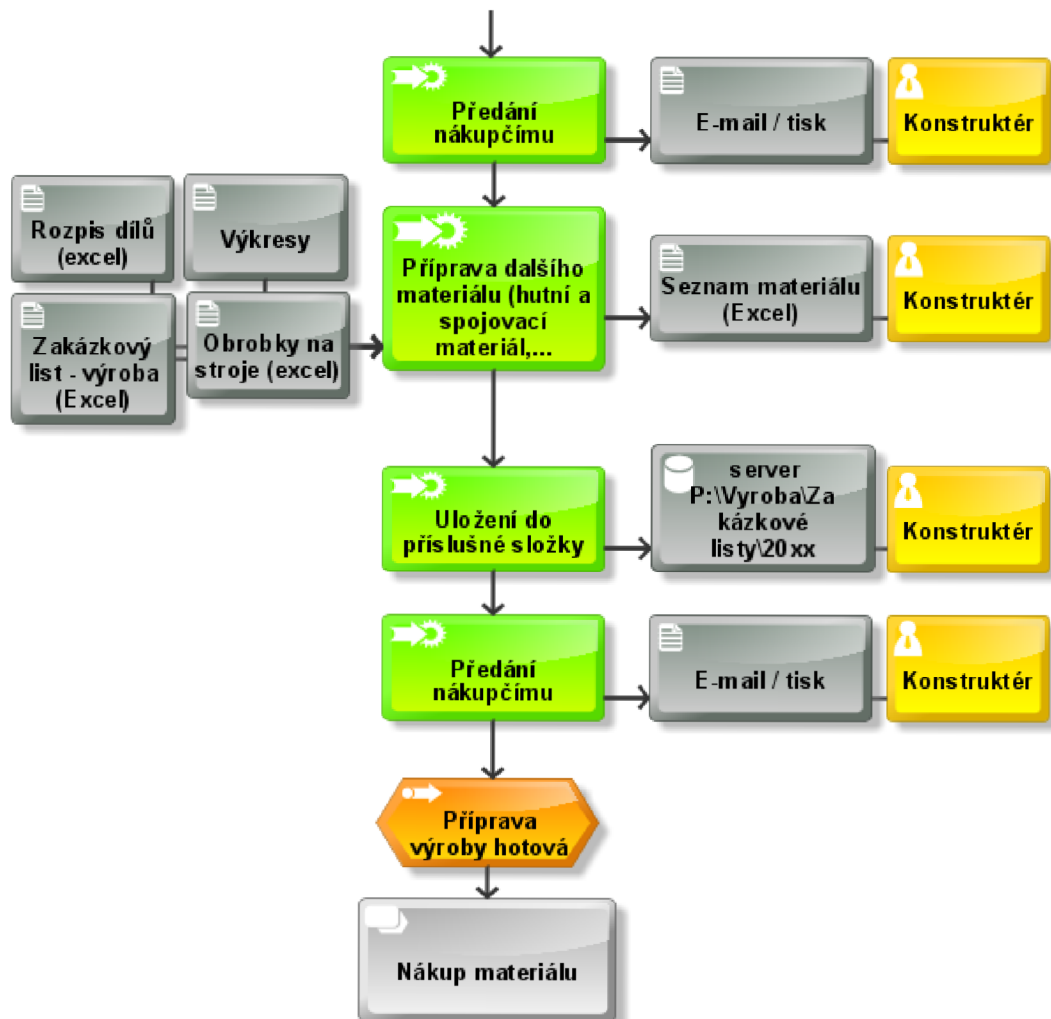 Předání
nákupčímu
E-mail / tisk
Konstruktér
Rozpis dílů
(excel)
Výkresy
Zakázkový
list - výroba
(Excel)
Obrobky na
stroje (excel)
Příprava dalšího
materiálu (hutní a
spojovací
materiál,...
Seznam materiálu
(Excel)
Konstruktér
Uložení do
příslušné složky
server
P:\Vyroba\Za
kázkové
listy\20xx
Konstruktér
Předání
nákupčímu
E-mail / tisk
Konstruktér
Příprava
výroby hotová
Nákup materiálu